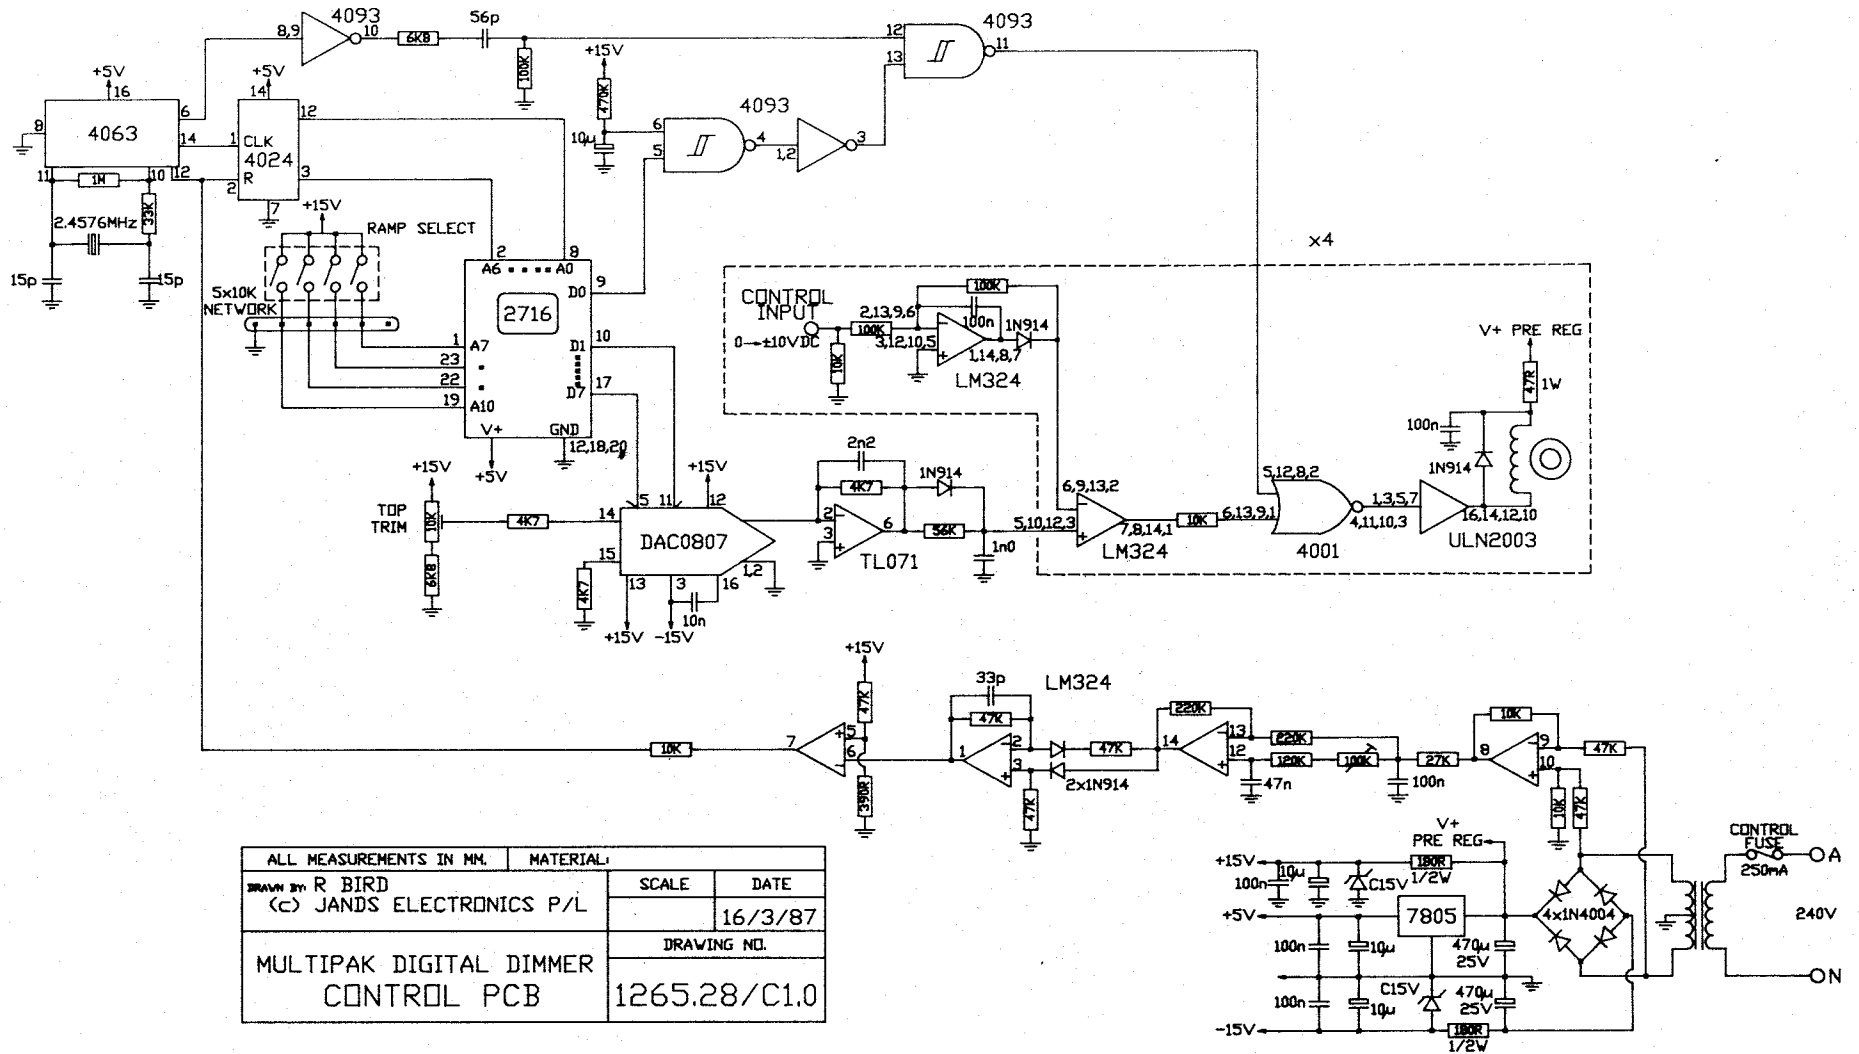 4093
8,9
10
6K8
56p
100K
+15V
470K
10µ
4093
12
13
11
4093
6
5
4
1,2
3
+5V
16
8
4063
6
14
11
10
12
1M
33K
2.4576MHz
15p
15p
+5V
14
1
CLK
4024
R
2
12
3
7
+15V
RAMP SELECT
5x10K
NETWORK
2
8
A6
A0
9
D0
2716
10
D1
17
D7
1
A7
23
22
19
A10
V+
GND
12,18,20
+5V
x4
CONTROL
INPUT
0→±10VDC
10K
100K
2,13,9,6
3,12,10,5
100K
100n
1N914
1,14,8,7
LM324
V+ PRE REG
47R
1W
100n
1N914
+15V
TOP
TRIM
10K
6K8
4K7
14
15
4K7
5
11
12
+15V
DAC0807
13
3
16
1,2
+15V
-15V
10n
2n2
4K7
2
3
6
TL071
1N914
56K
1n0
6,9,13,2
5,10,12,3
7,8,14,1
LM324
10K
5,12,8,2
6,13,9,1
4001
4,11,10,3
1,3,5,7
16,14,12,10
ULN2003
+15V
47K
390R
10K
7
5
6
33p
47K
1
2
3
47K
LM324
47K
2x1N914
220K
14
13
12
220K
120K
100K
47n
27K
100n
10K
8
9
10
47K
10K
47K
V+
PRE REG
+15V
100n
10µ
C15V
180R
1/2W
+5V
7805
100n
10µ
470µ
25V
100n
10µ
C15V
470µ
25V
-15V
180R
1/2W
4x1N4004
CONTROL
FUSE
250mA
A
240V
N
ALL MEASUREMENTS IN MM.
MATERIAL:
DRAWN BY: R BIRD
(c) JANDS ELECTRONICS P/L
SCALE
DATE
16/3/87
MULTIPAK DIGITAL DIMMER
CONTROL PCB
DRAWING NO.
1265.28/C1.0